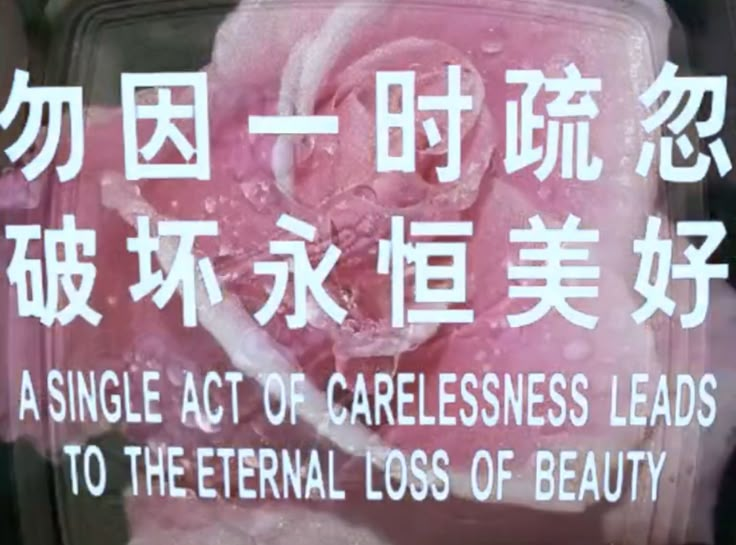 勿因一时疏忽
破坏永恒美好
A SINGLE ACT OF CARELESSNESS LEADS
TO THE ETERNAL LOSS OF BEAUTY